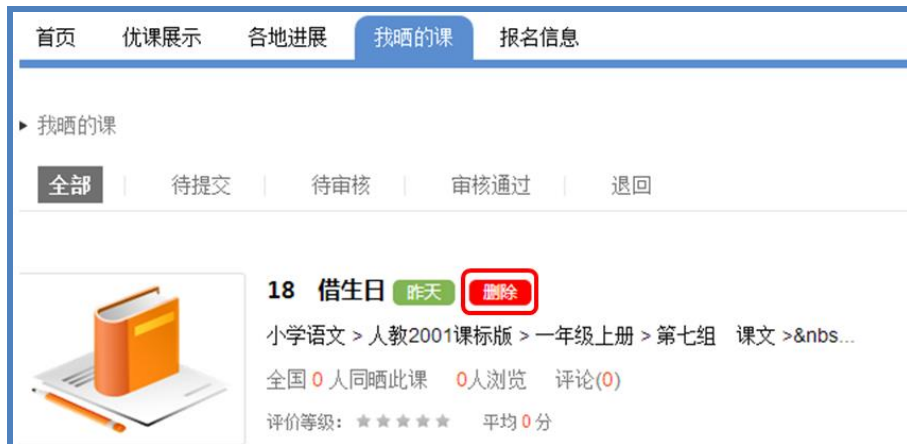 首页 优课展示 各地进展 我晒的课 报名信息
我晒的课
全部 待提交 待审核 审核通过 退回
18 借生日 昨天 删除
小学语文 > 人教2001课标版 > 一年级上册 > 第七组 课文 >&nbs...
全国 0 人同晒此课 0人浏览 评论(0)
评价等级: 平均 0 分